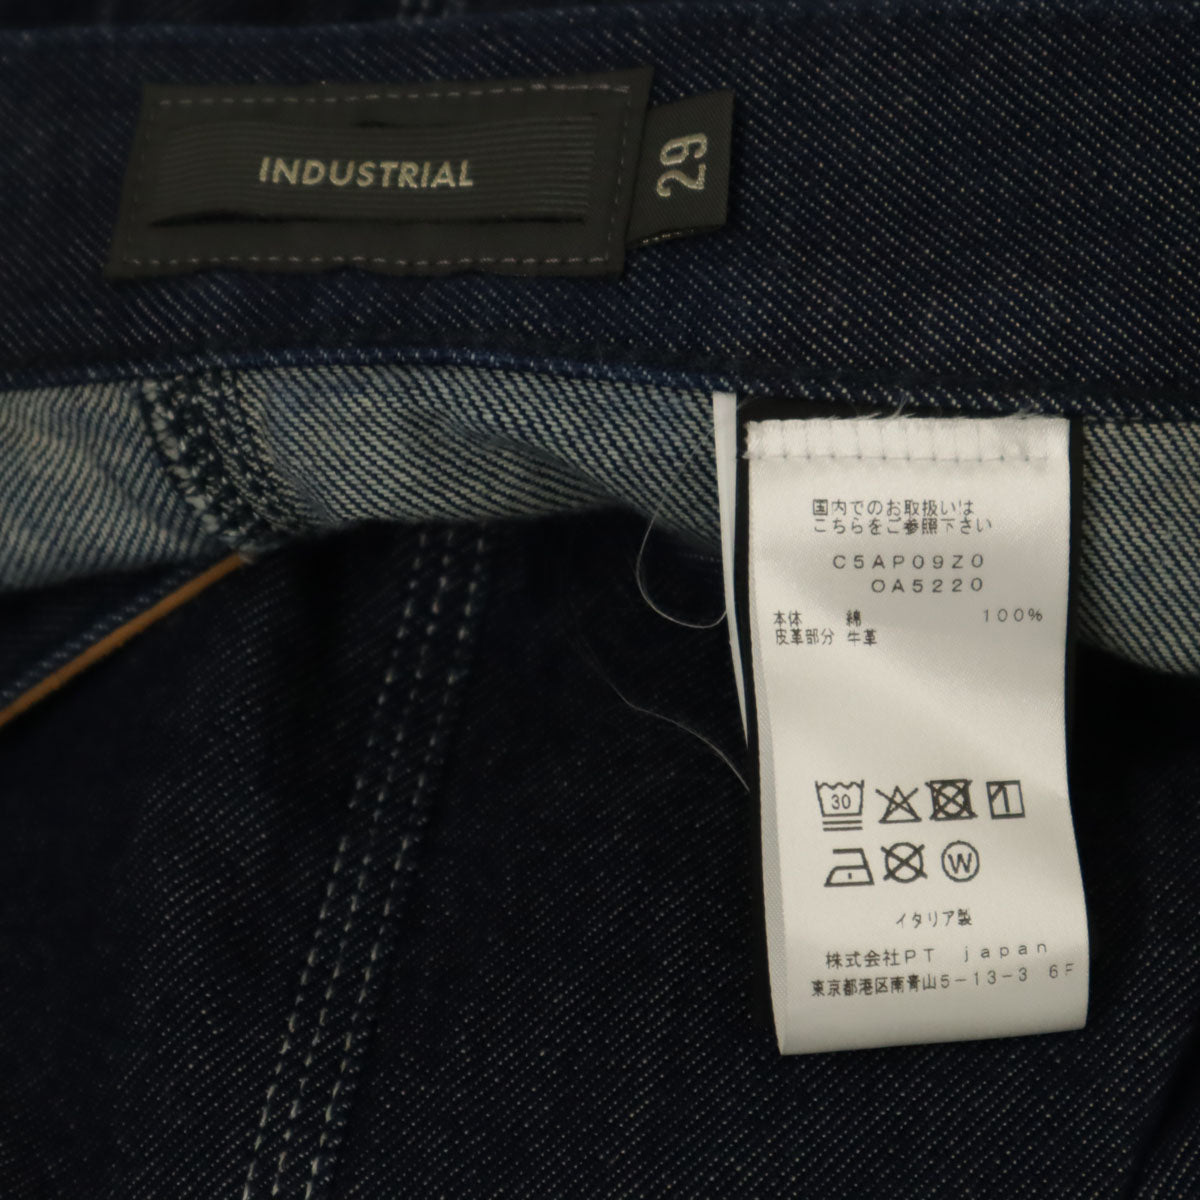 INDUSTRIAL
29
国内でのお取扱いは
こちらをご参照下さい
C5AP09Z0
OA5220
本体 綿 100%
皮革部分 牛革
30
W
イタリア製
株式会社PT japan
東京都港区南青山5-13-3 6F